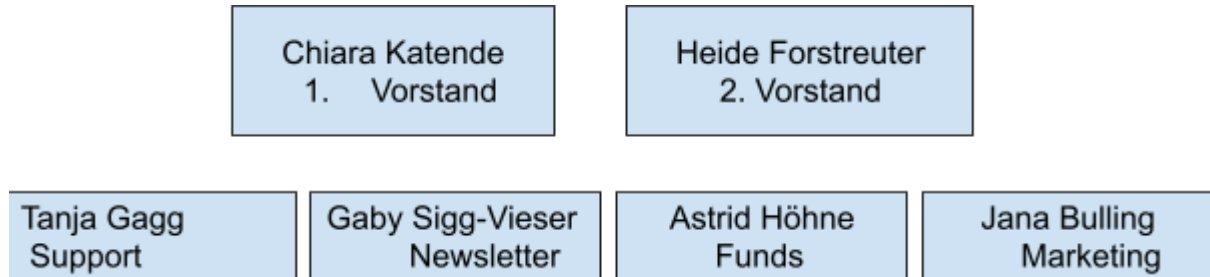 Chiara Katende
1. Vorstand
Heide Forstreuter
2. Vorstand
Tanja Gagg
Support
Gaby Sigg-Vieser
Newsletter
Astrid Höhne
Funds
Jana Bulling
Marketing